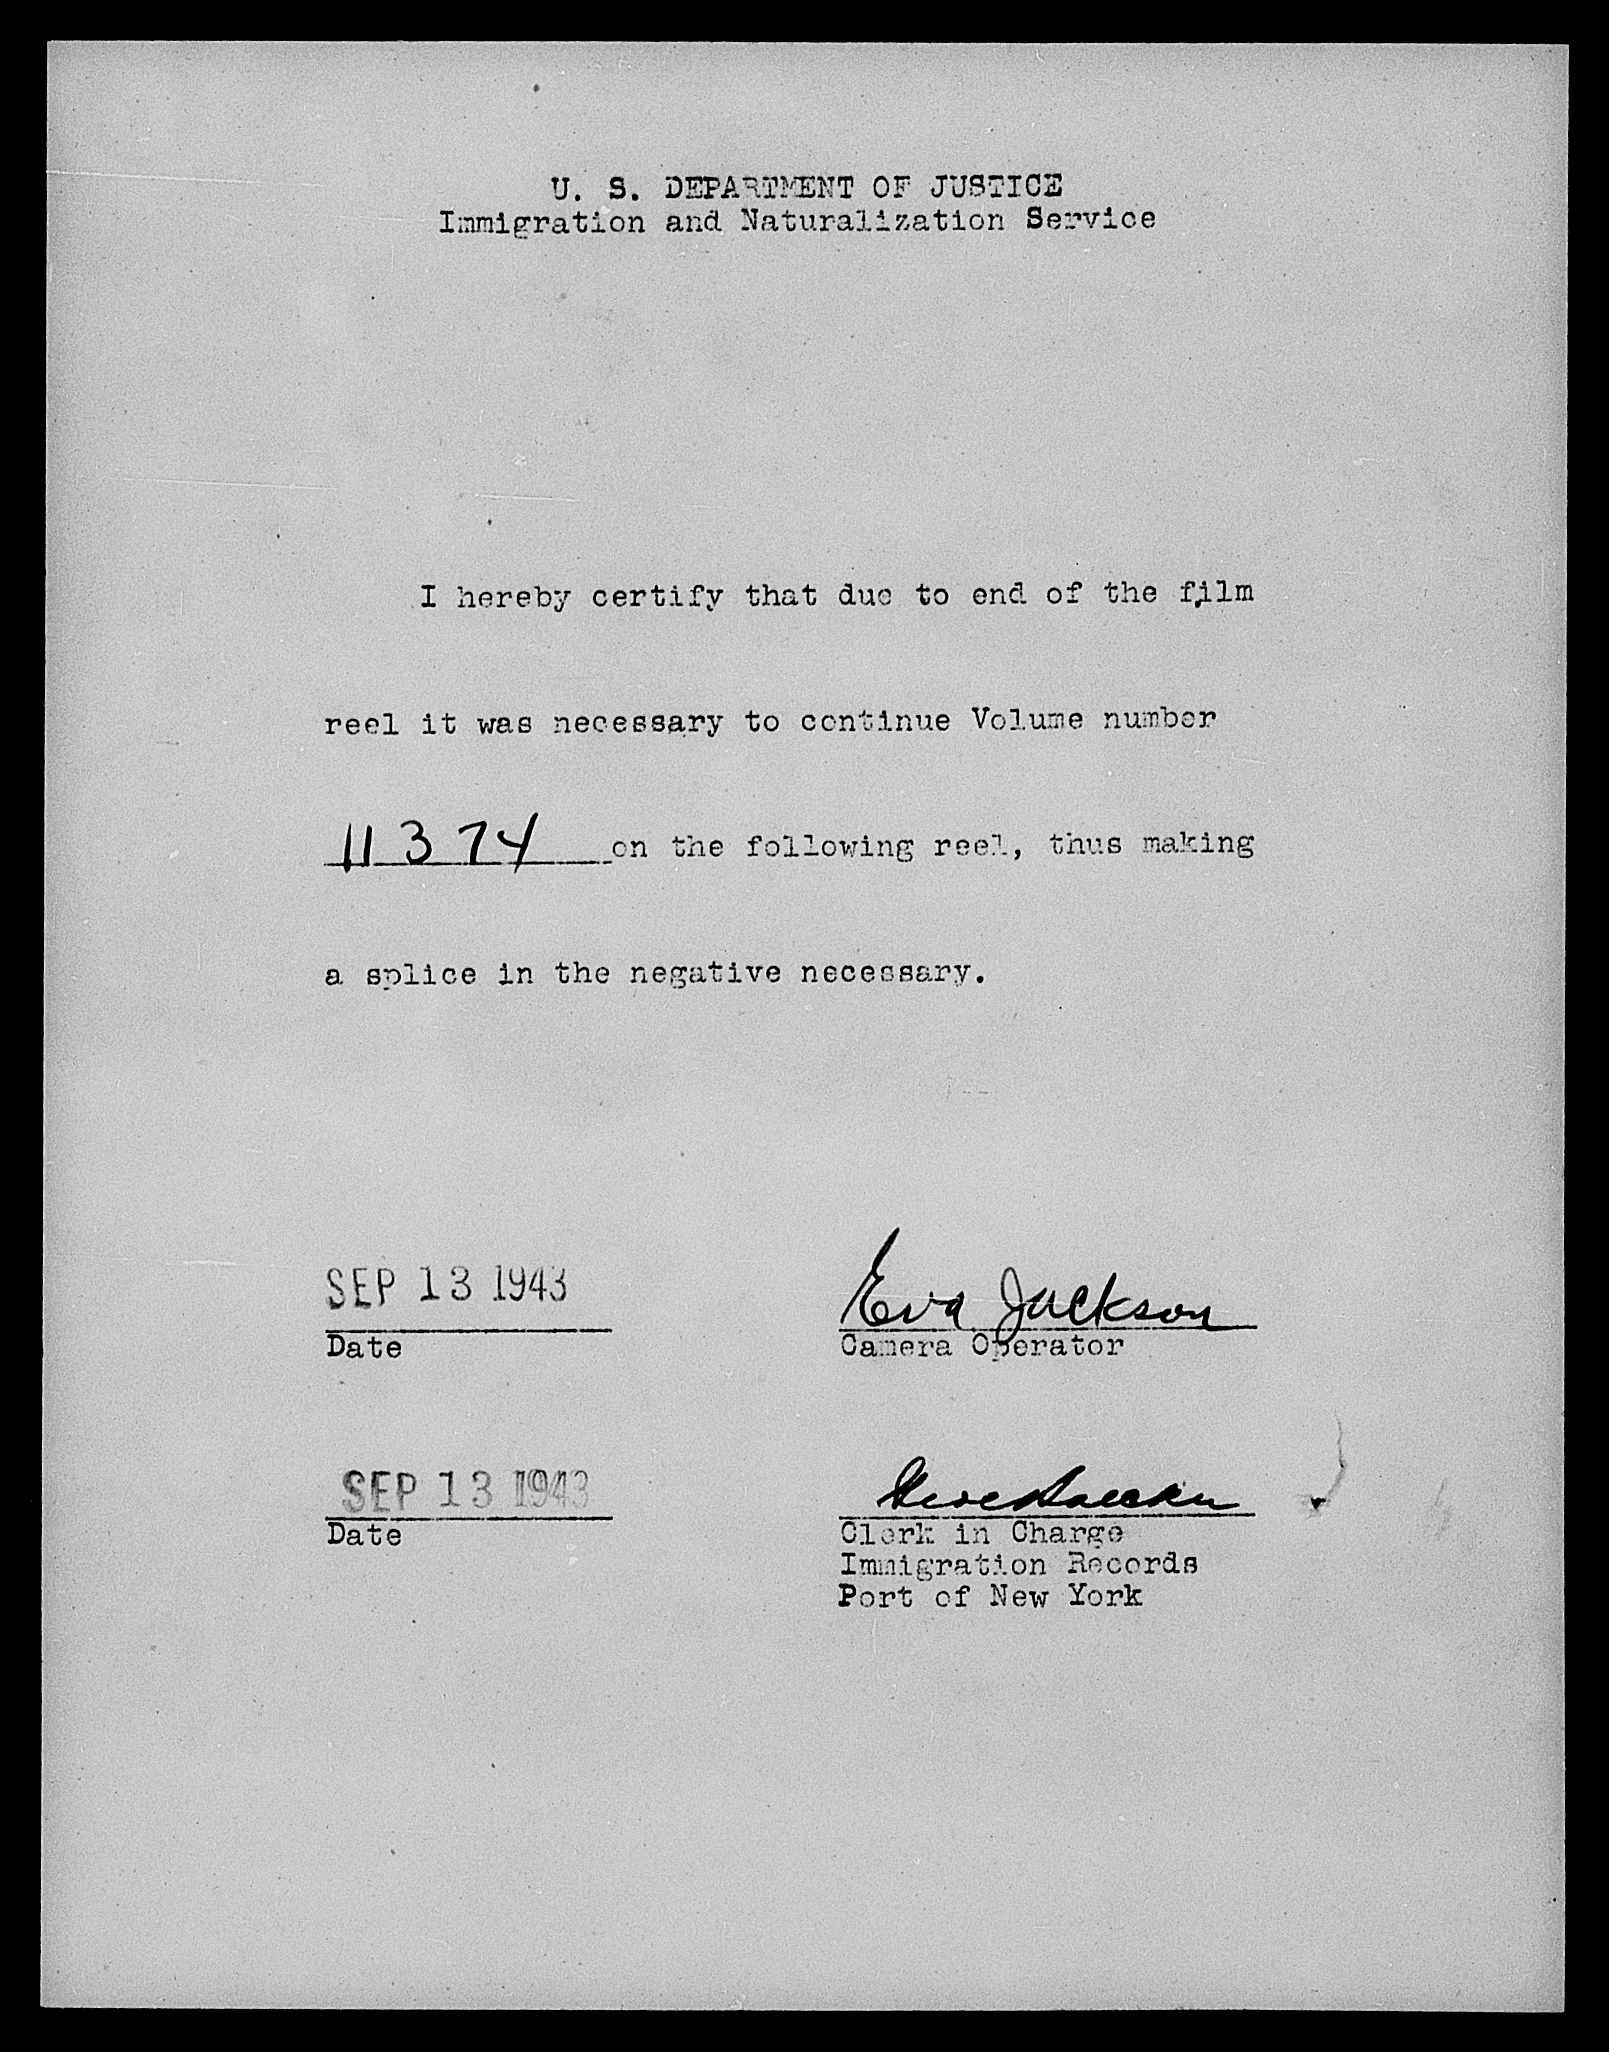 U. S. DEPARTMENT OF JUSTICE
Immigration and Naturalization Service
I hereby certify that due to end of the film
reel it was necessary to continue Volume number
11374 on the following reel, thus making
a splice in the negative necessary.
SEP 13 1943
Eva Jackson
Date
Camera Operator
SEP 13 1943
Date
Clerk in Charge
Immigration Records
Port of New York